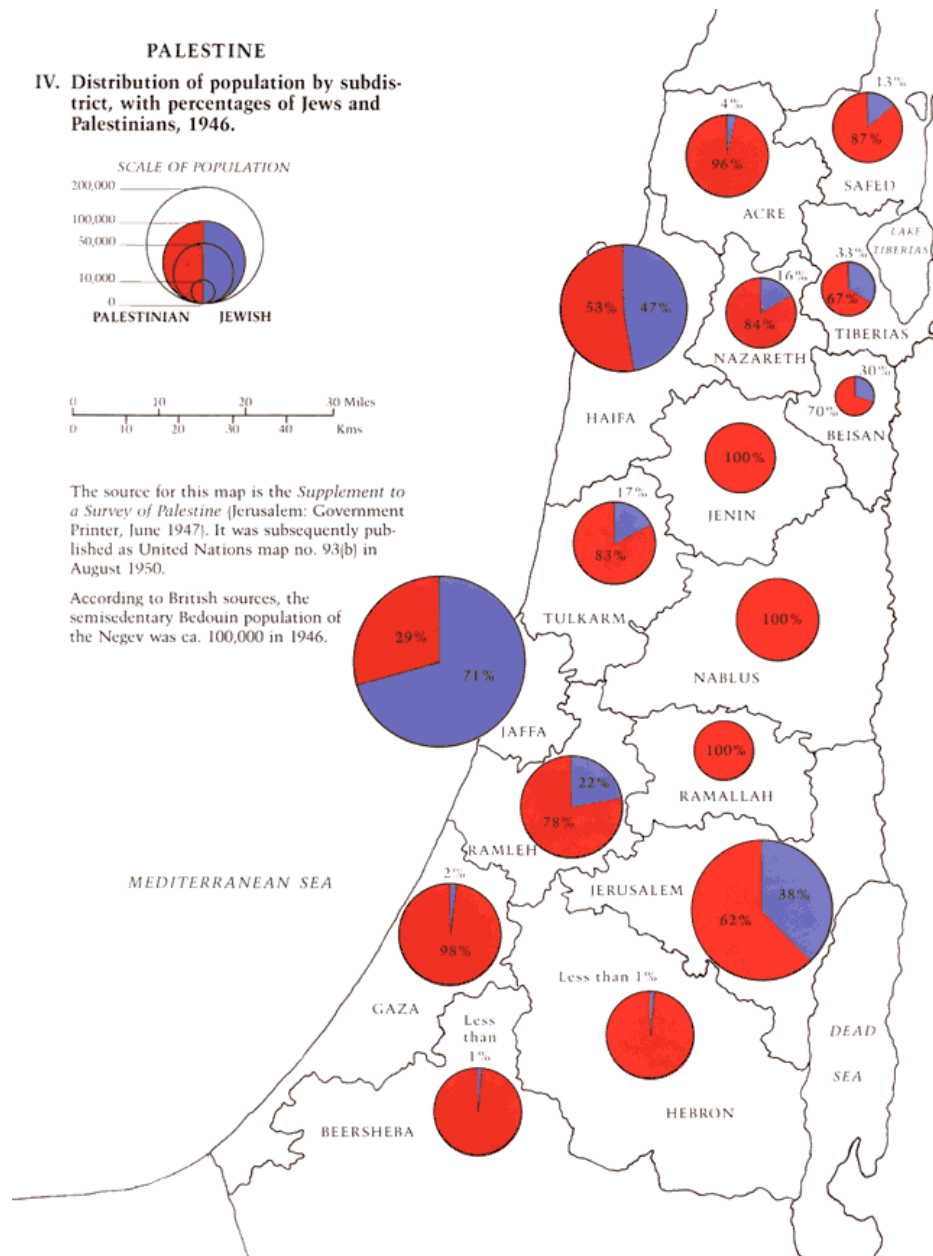 PALESTINE
IV. Distribution of population by subdis-
trict, with percentages of Jews and
Palestinians, 1946.
SCALE OF POPULATION
200,000
100,000
50,000
10,000
0
PALESTINIAN JEWISH
0 10 20 30 Miles
0 10 20 30 40 Kms
The source for this map is the Supplement to
a Survey of Palestine (Jerusalem: Government
Printer, June 1947). It was subsequently pub-
lished as United Nations map no. 93(b) in
August 1950.
According to British sources, the
semisedentary Bedouin population of
the Negev was ca. 100,000 in 1946.
4%
96%
ACRE
13%
87%
SAFED
LAKE
TIBERIAS
33%
67%
TIBERIAS
53% 47%
HAIFA
16%
84%
NAZARETH
30%
70%
BEISAN
100%
JENIN
17%
83%
TULKARM
100%
NABLUS
29%
71%
JAFFA
100%
RAMALLAH
22%
78%
RAMLEH
JERUSALEM
38%
62%
MEDITERRANEAN SEA
2%
98%
GAZA
Less than 1%
HEBRON
Less
than
1%
BEERSHEBA
DEAD
SEA